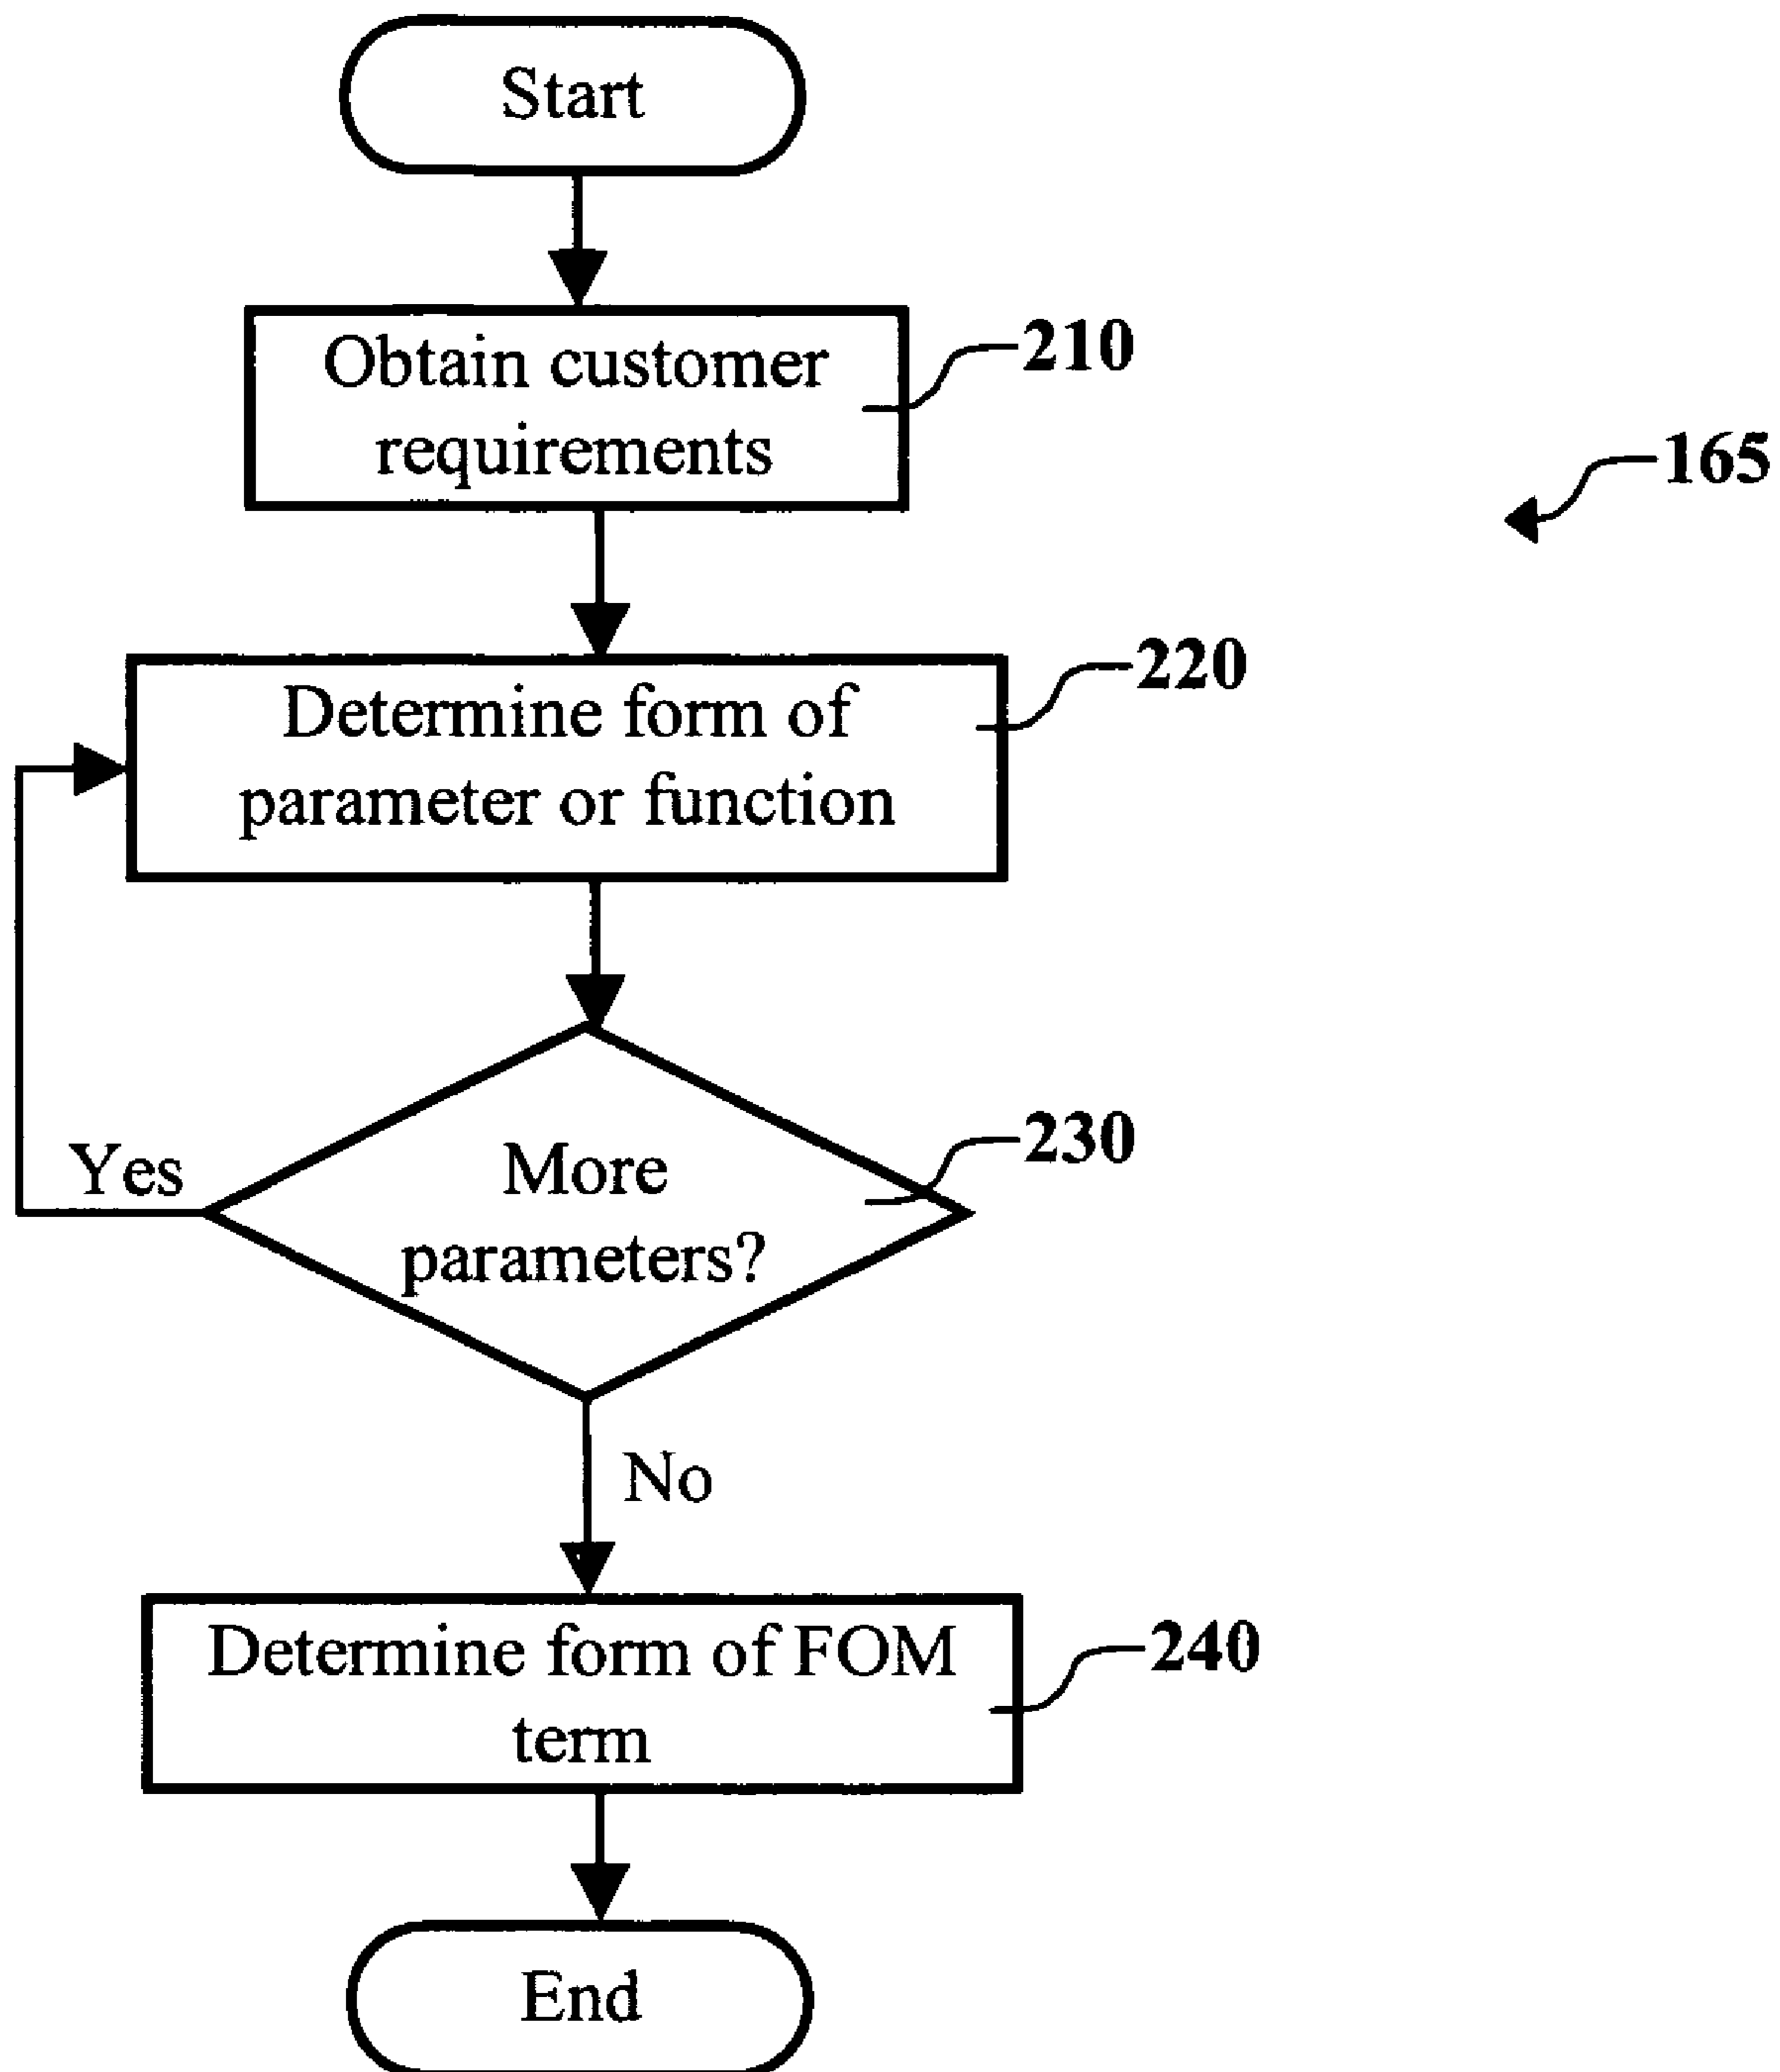 Start
Obtain customer
requirements
210
165
Determine form of
parameter or function
220
More
parameters?
230
Yes
No
Determine form of FOM
term
240
End